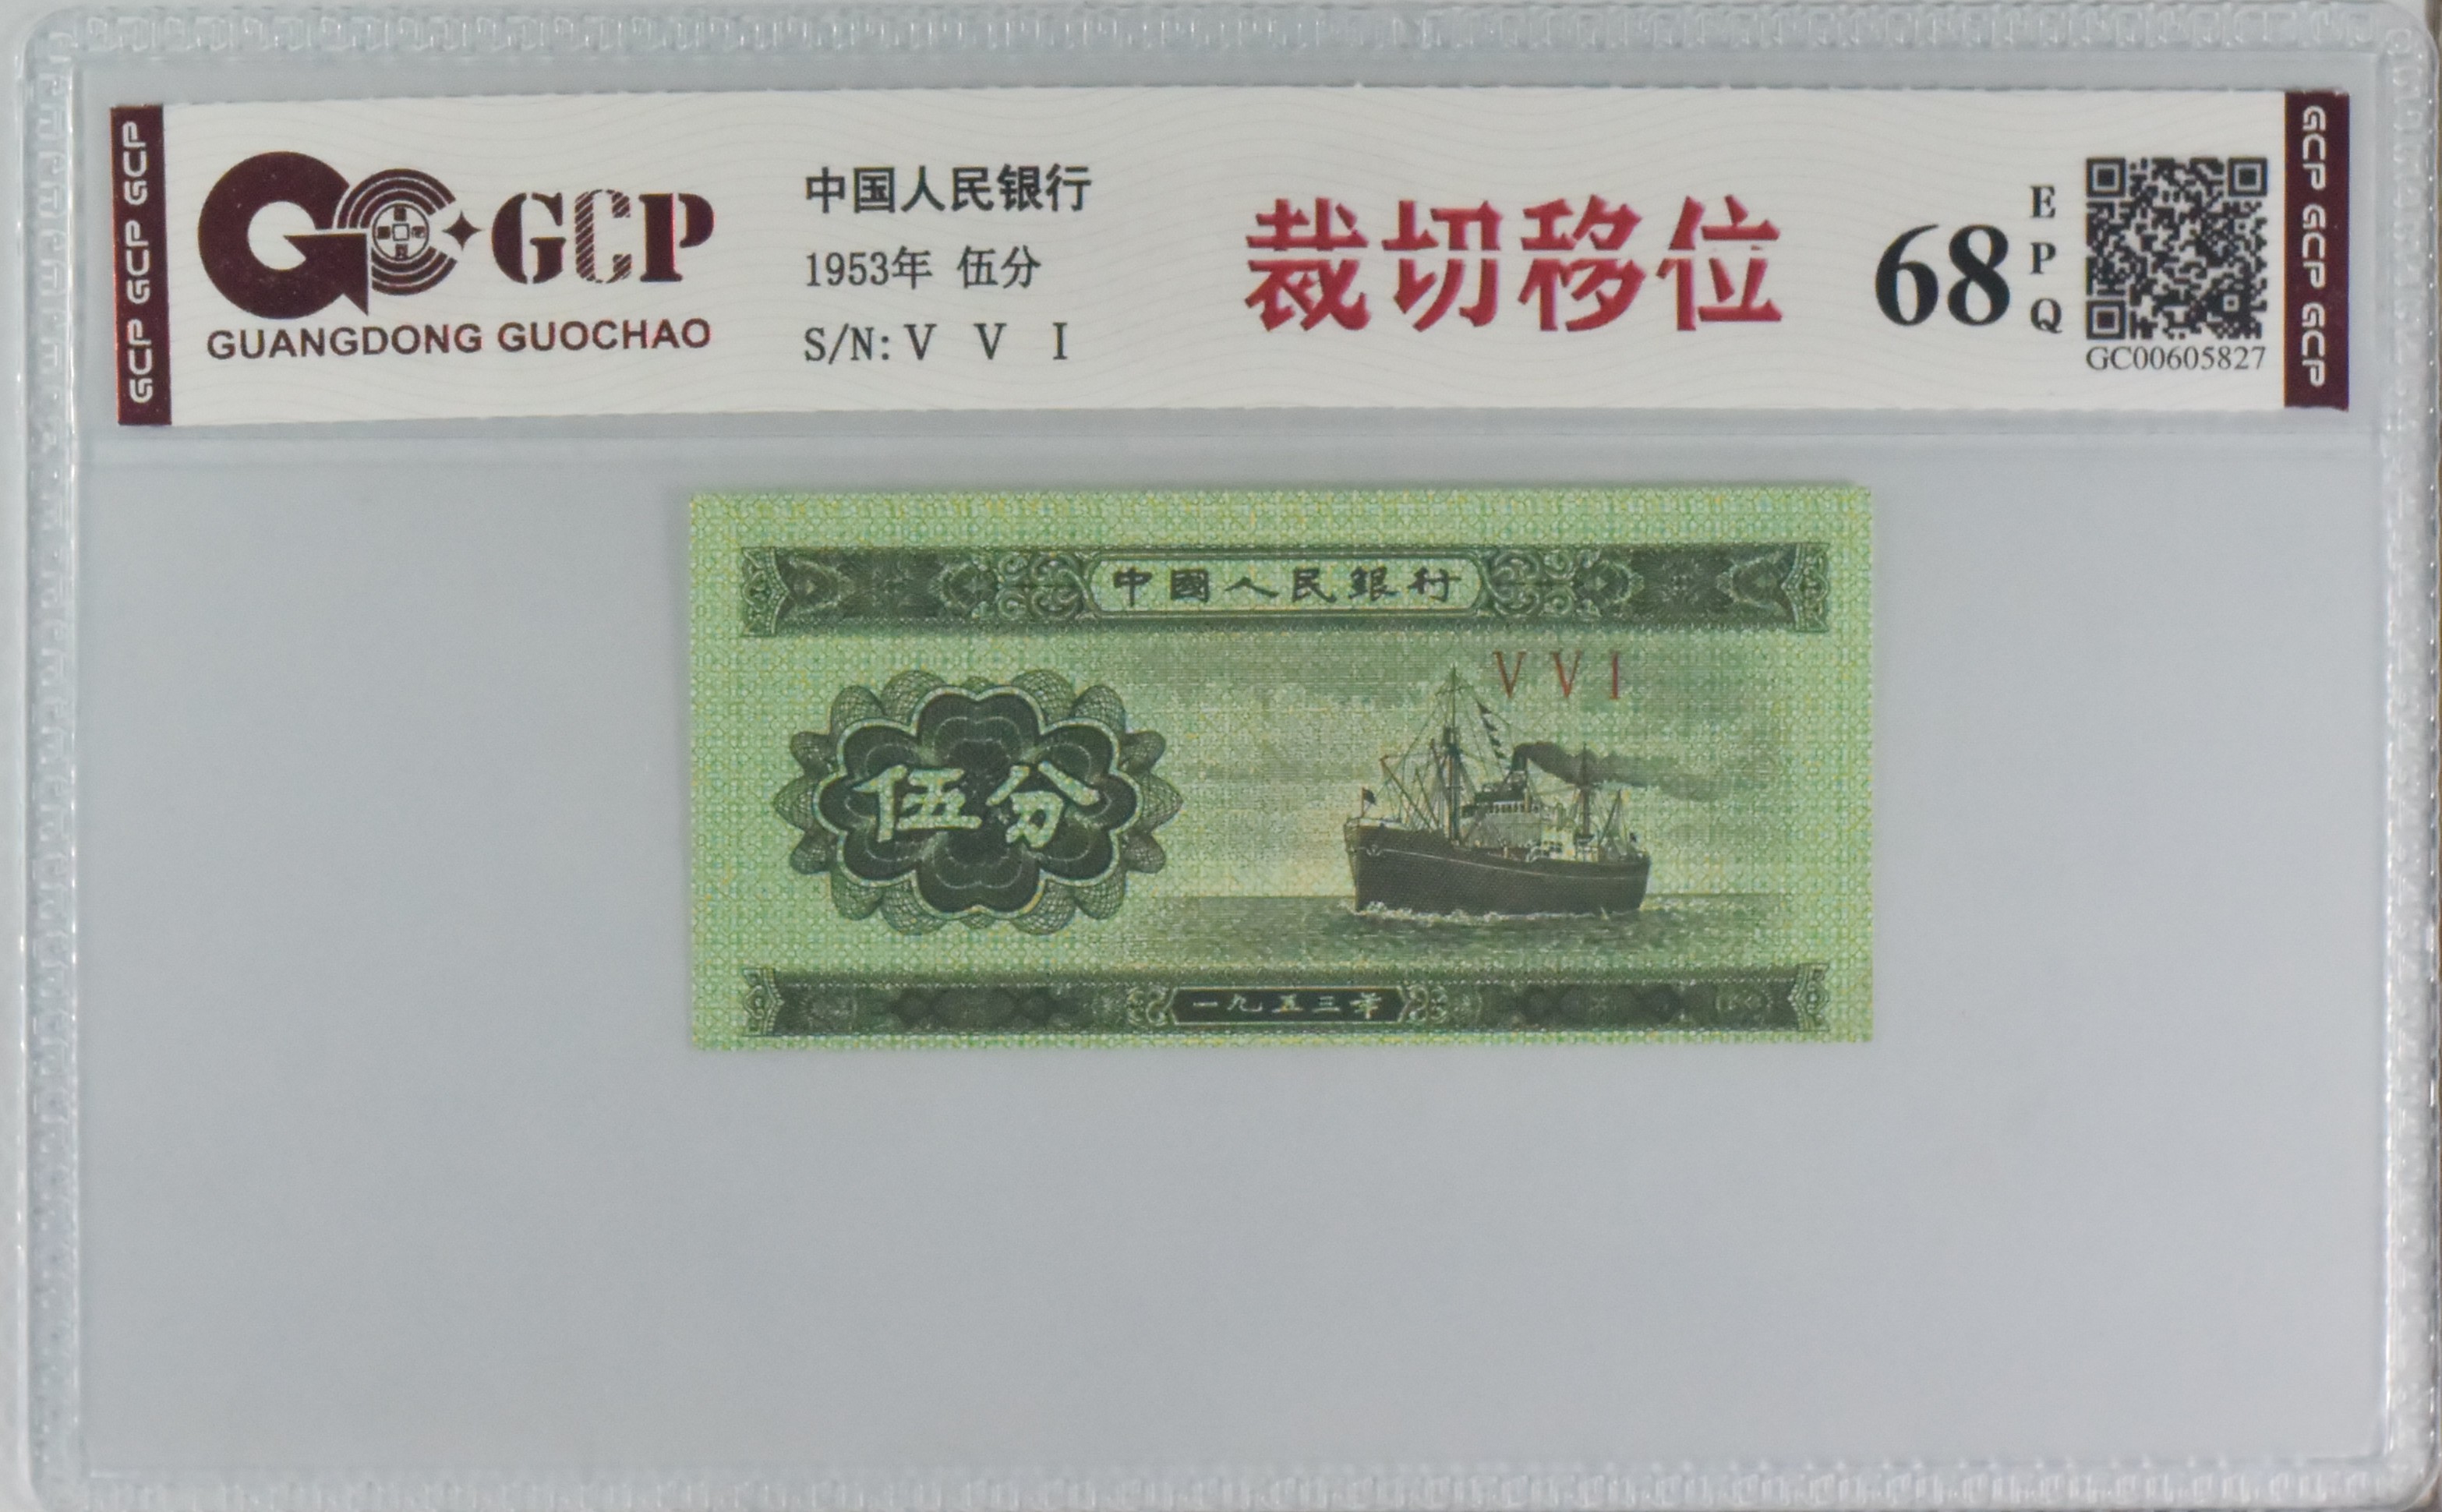 GCP GCP GCP
GCP
GUANGDONG GUOCHAO
中国人民银行
1953年 伍分
S/N: V V I
裁切移位
68
EPQ
GC00605827
GCP GCP GCP
中國人民銀行
V V I
伍分
一九五三年